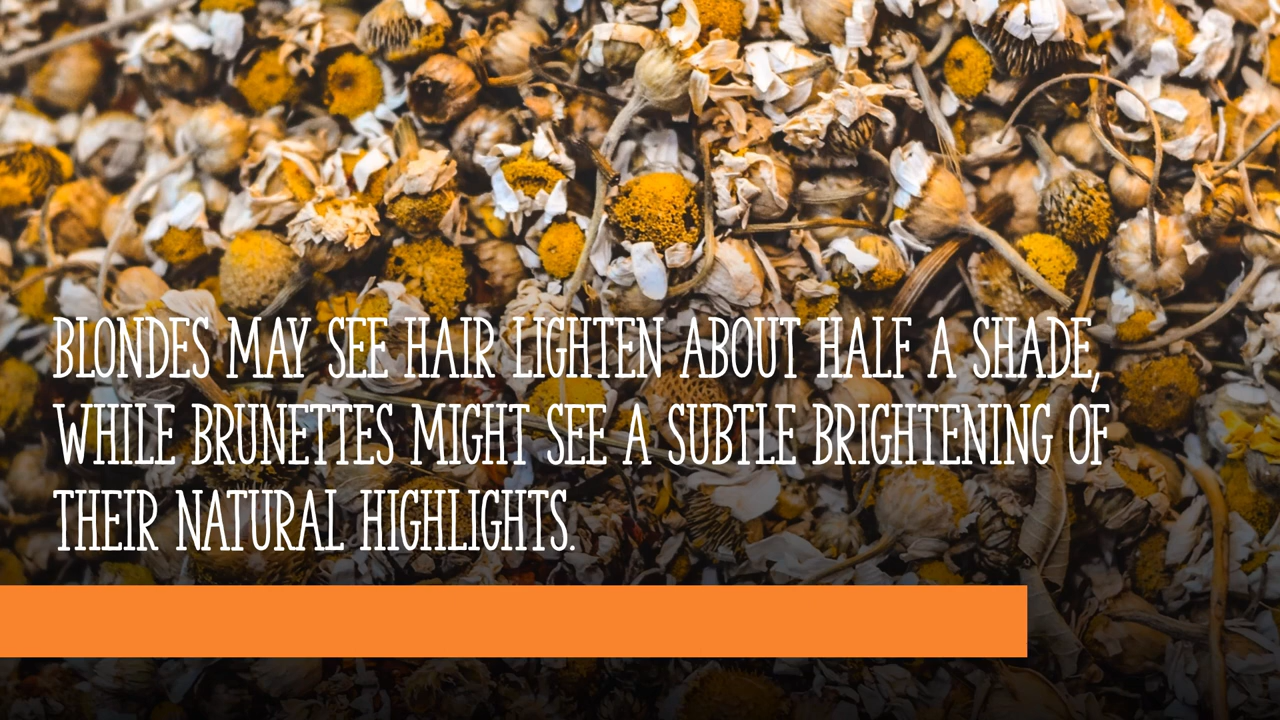 BLONDES MAY SEE HAIR LIGHTEN ABOUT HALF A SHADE,
WHILE BRUNETTES MIGHT SEE A SUBTLE BRIGHTENING OF
THEIR NATURAL HIGHLIGHTS.